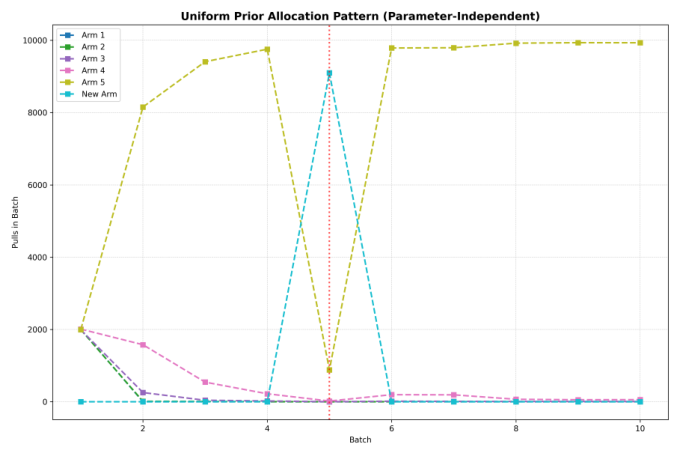 Uniform Prior Allocation Pattern (Parameter-Independent)
Arm 1
Arm 2
Arm 3
Arm 4
Arm 5
New Arm
10000
8000
6000
4000
2000
0
Pulls in Batch
2
4
6
8
10
Batch